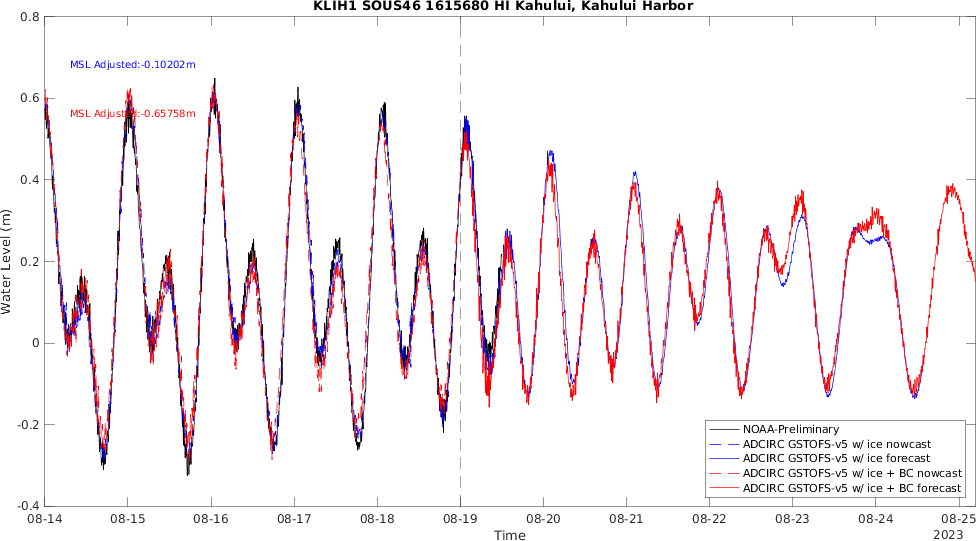 KLIH1 SOUS46 1615680 HI Kahului, Kahului Harbor
MSL Adjusted:-0.10202m
MSL Adjusted:-0.65758m
Water Level (m)
0.8
0.6
0.4
0.2
0
-0.2
-0.4
NOAA-Preliminary
ADCIRC GSTOFS-v5 w/ ice nowcast
ADCIRC GSTOFS-v5 w/ ice forecast
ADCIRC GSTOFS-v5 w/ ice + BC nowcast
ADCIRC GSTOFS-v5 w/ ice + BC forecast
08-14 08-15 08-16 08-17 08-18 08-19 08-20 08-21 08-22 08-23 08-24 08-25
Time
2023